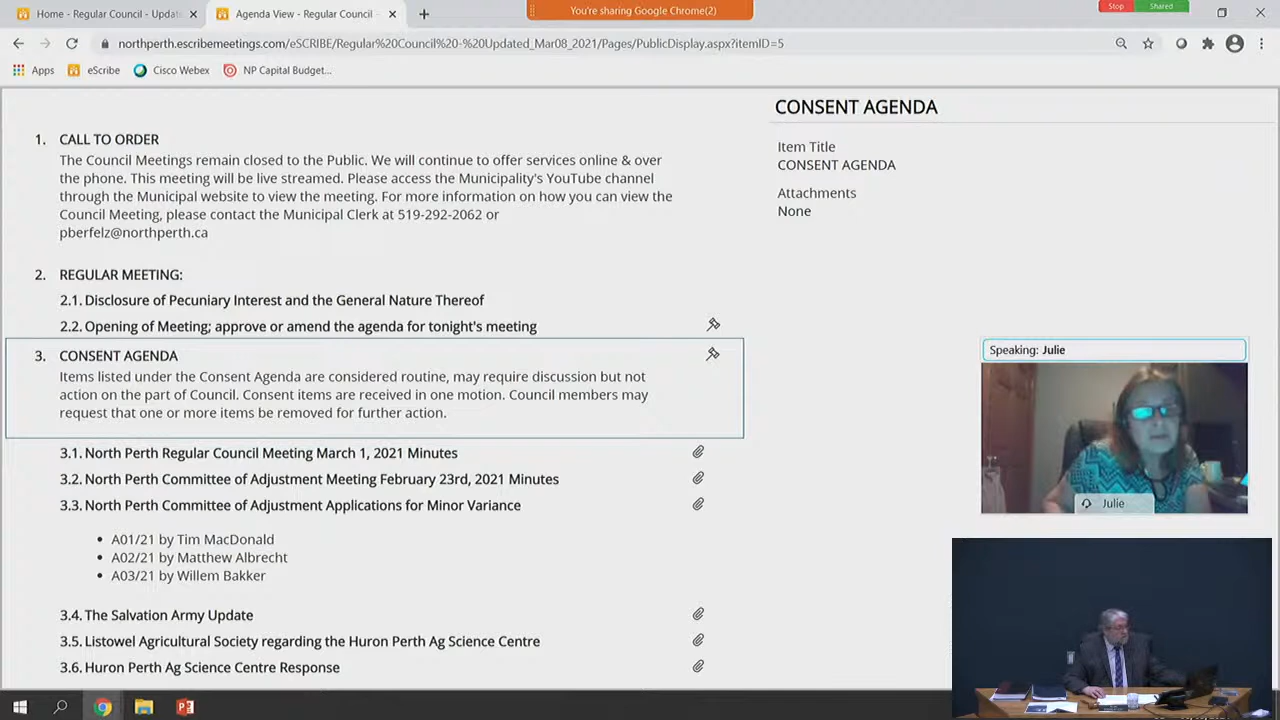 Home - Regular Council - Update
Agenda View - Regular Council -
You're sharing Google Chrome(2)
Stop
Shared
northperth.escribemeetings.com/eSCRIBE/Regular%20Council%20-%20Updated_Mar08_2021/Pages/PublicDisplay.aspx?itemID=5
Apps
eScribe
Cisco Webex
NP Capital Budget...
1. CALL TO ORDER
The Council Meetings remain closed to the Public. We will continue to offer services online & over
the phone. This meeting will be live streamed. Please access the Municipality's YouTube channel
through the Municipal website to view the meeting. For more information on how you can view the
Council Meeting, please contact the Municipal Clerk at 519-292-2062 or
pberfelz@northperth.ca
2. REGULAR MEETING:
2.1. Disclosure of Pecuniary Interest and the General Nature Thereof
2.2. Opening of Meeting; approve or amend the agenda for tonight's meeting
3. CONSENT AGENDA
Items listed under the Consent Agenda are considered routine, may require discussion but not
action on the part of Council. Consent items are received in one motion. Council members may
request that one or more items be removed for further action.
3.1. North Perth Regular Council Meeting March 1, 2021 Minutes
3.2. North Perth Committee of Adjustment Meeting February 23rd, 2021 Minutes
3.3. North Perth Committee of Adjustment Applications for Minor Variance
• A01/21 by Tim MacDonald
• A02/21 by Matthew Albrecht
• A03/21 by Willem Bakker
3.4. The Salvation Army Update
3.5. Listowel Agricultural Society regarding the Huron Perth Ag Science Centre
3.6. Huron Perth Ag Science Centre Response
CONSENT AGENDA
Item Title
CONSENT AGENDA
Attachments
None
Speaking: Julie
Julie